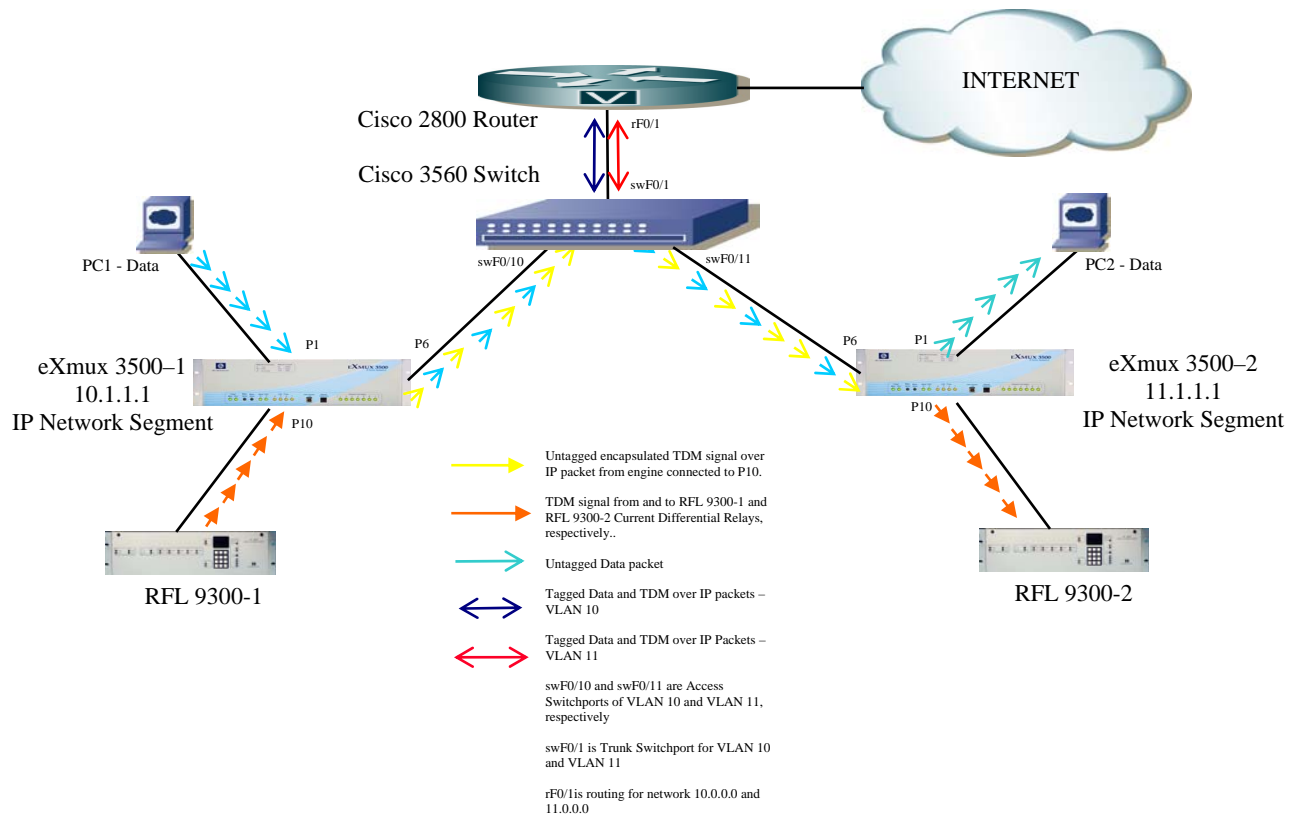 INTERNET
Cisco 2800 Router
rF0/1
Cisco 3560 Switch
swF0/1
PC1 - Data
swF0/10
swF0/11
PC2 - Data
P1
P6
P6
P1
eXmux 3500–1
10.1.1.1
IP Network Segment
eXmux 3500
eXmux 3500
eXmux 3500–2
11.1.1.1
IP Network Segment
P10
P10
RFL 9300-1
RFL 9300-2
Untagged encapsulated TDM signal over
IP packet from engine connected to P10.
TDM signal from and to RFL 9300-1 and
RFL 9300-2 Current Differential Relays,
respectively..
Untagged Data packet
Tagged Data and TDM over IP packets –
VLAN 10
Tagged Data and TDM over IP Packets –
VLAN 11
swF0/10 and swF0/11 are Access
Switchports of VLAN 10 and VLAN 11,
respectively
swF0/1 is Trunk Switchport for VLAN 10
and VLAN 11
rF0/1is routing for network 10.0.0.0 and
11.0.0.0